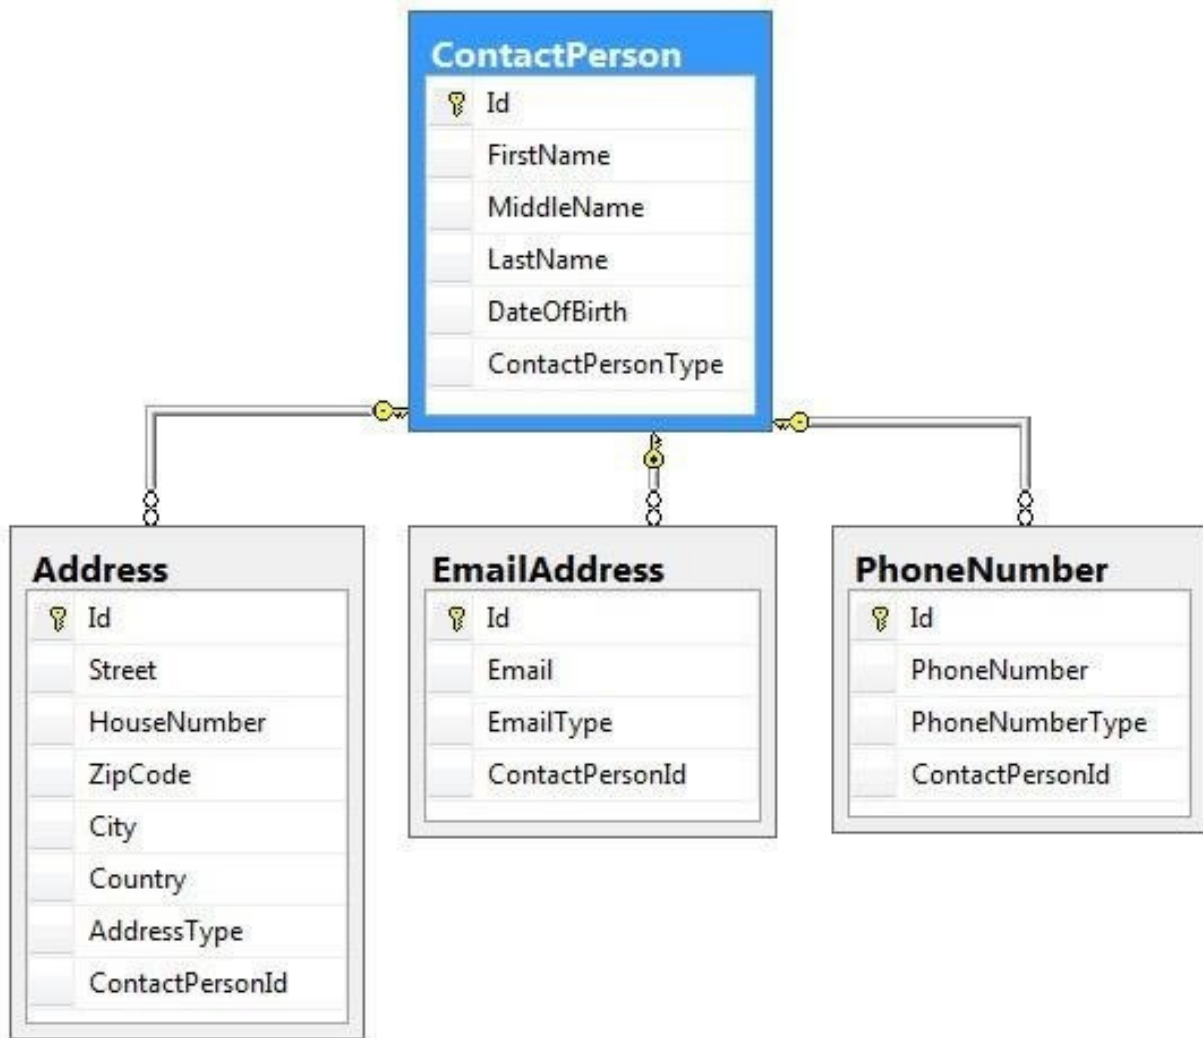 ContactPerson
Id
FirstName
MiddleName
LastName
DateOfBirth
ContactPersonType
Address
Id
Street
HouseNumber
ZipCode
City
Country
AddressType
ContactPersonId
EmailAddress
Id
Email
EmailType
ContactPersonId
PhoneNumber
Id
PhoneNumber
PhoneNumberType
ContactPersonId